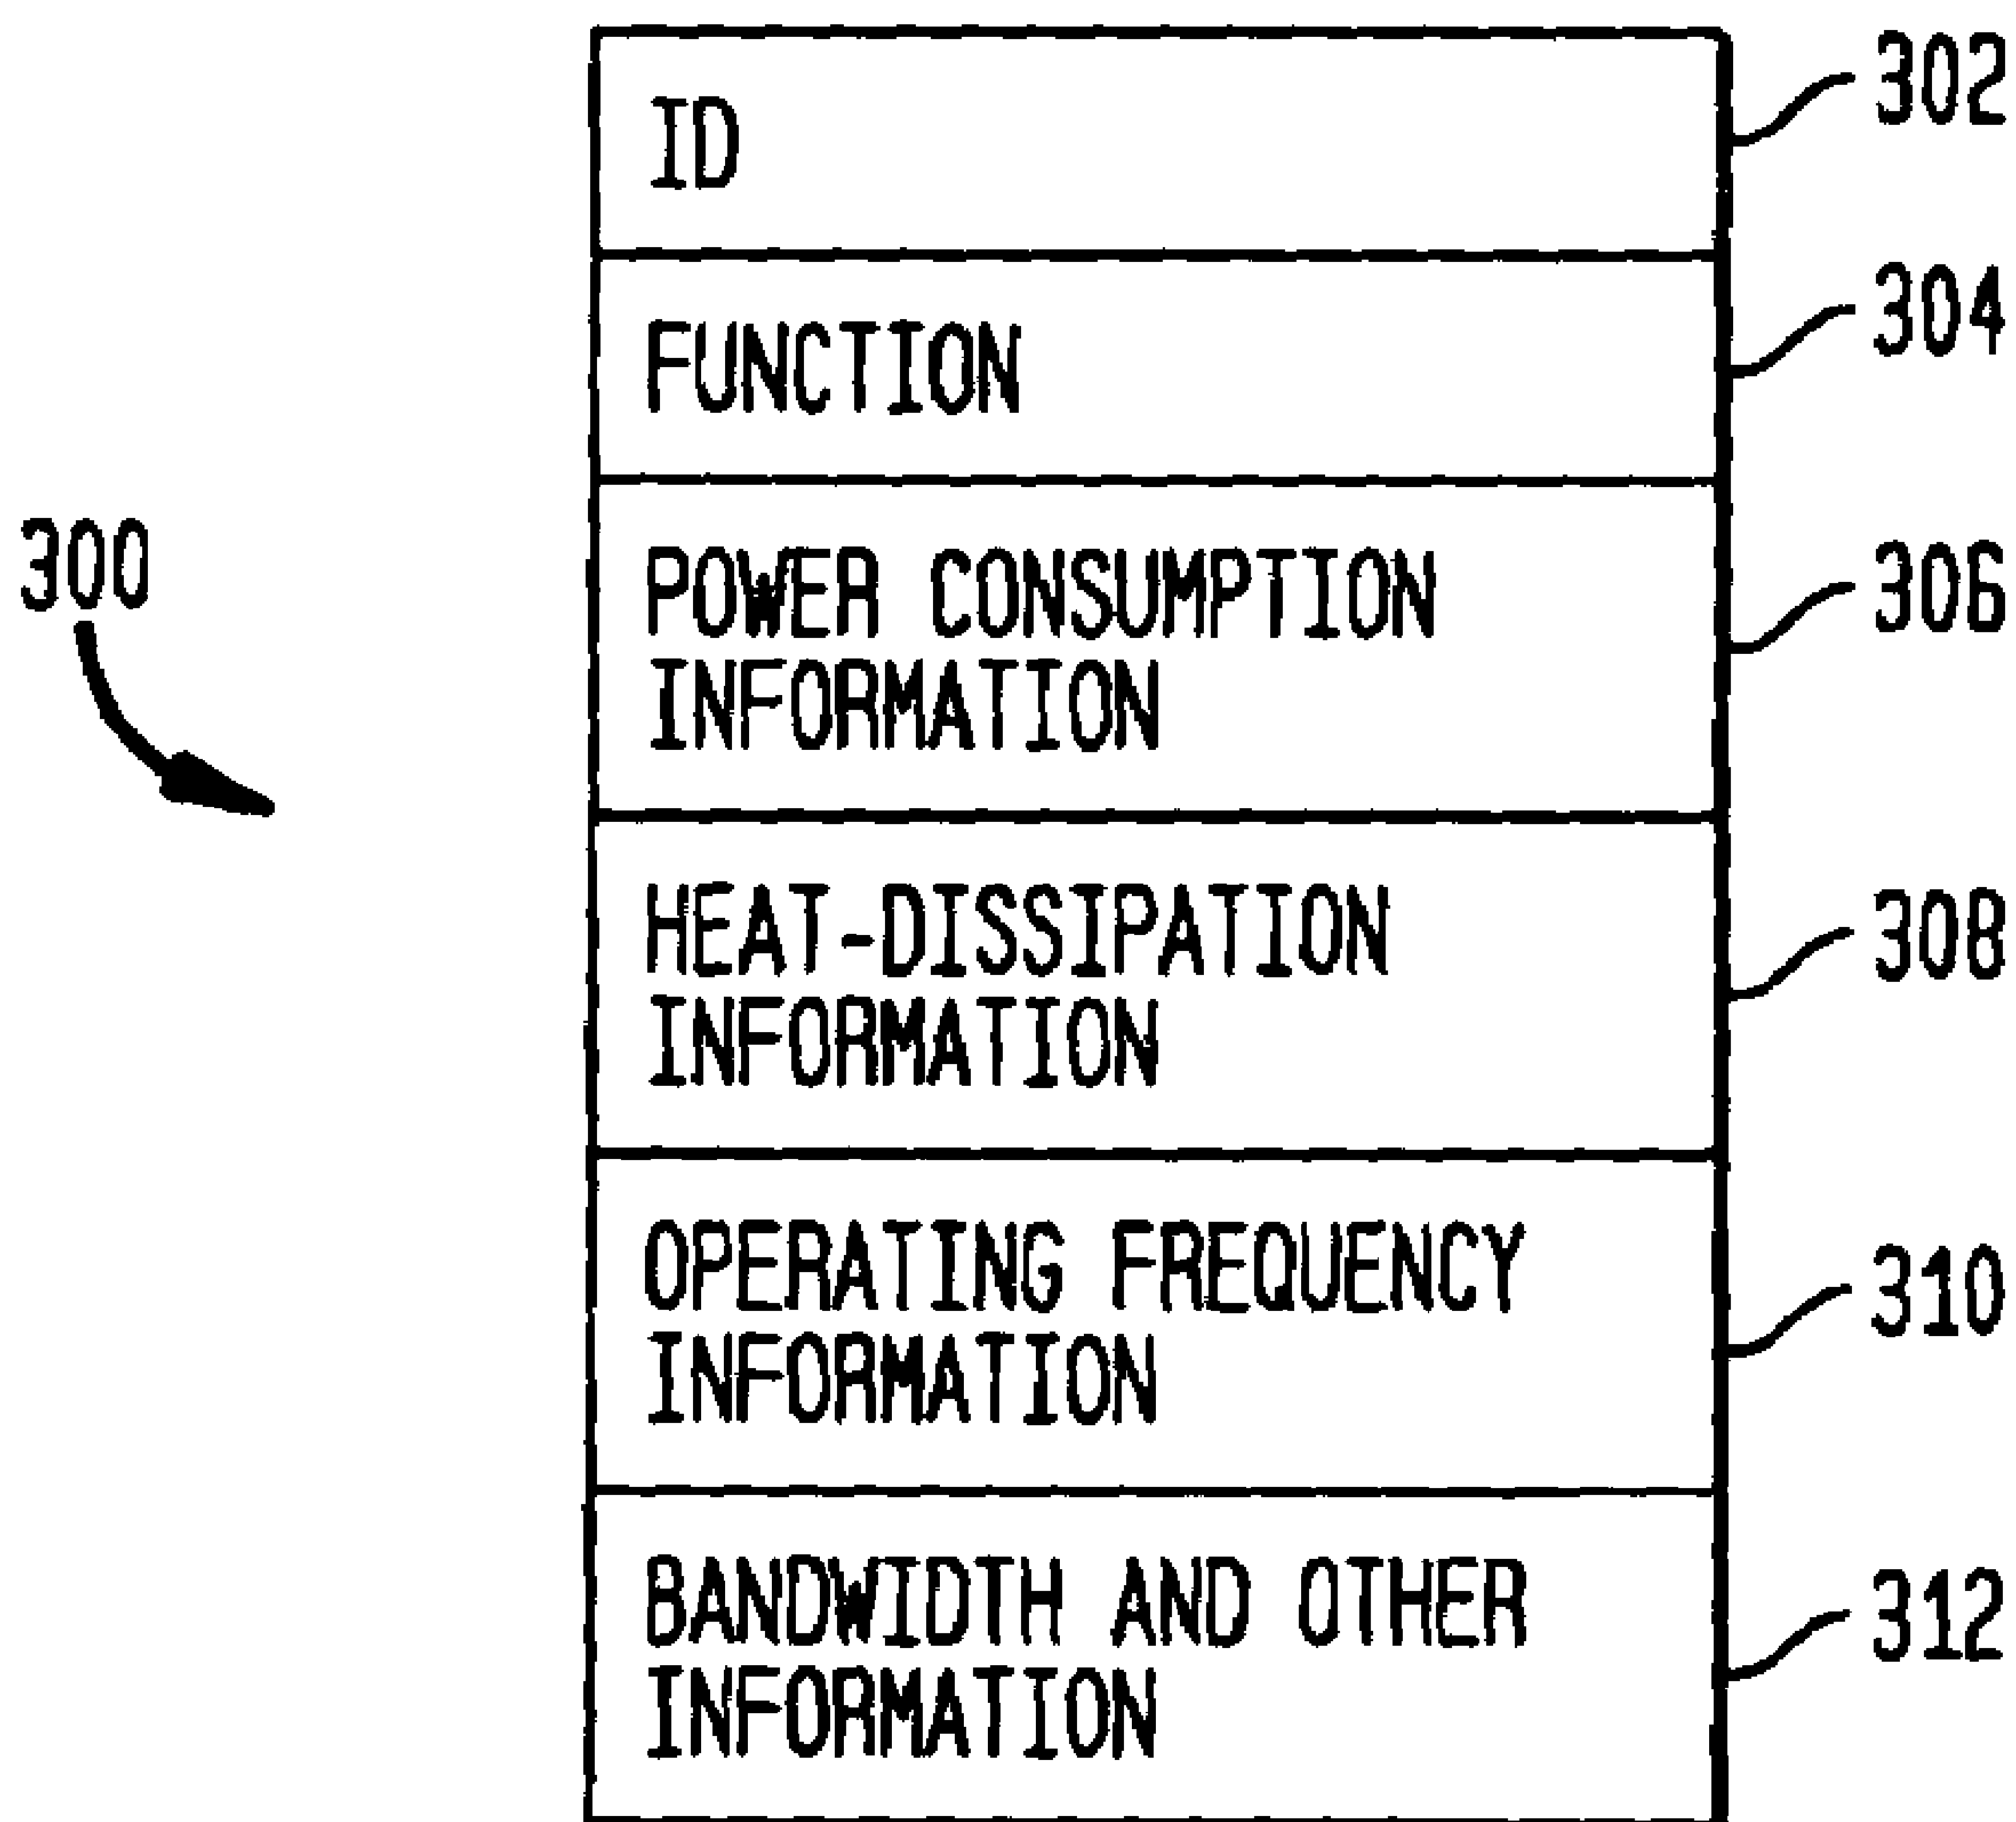 302
ID
304
FUNCTION
300
306
POWER CONSUMPTION
INFORMATION
308
HEAT-DISSIPATION
INFORMATION
310
OPERATING FREQUENCY
INFORMATION
312
BANDWIDTH AND OTHER
INFORMATION